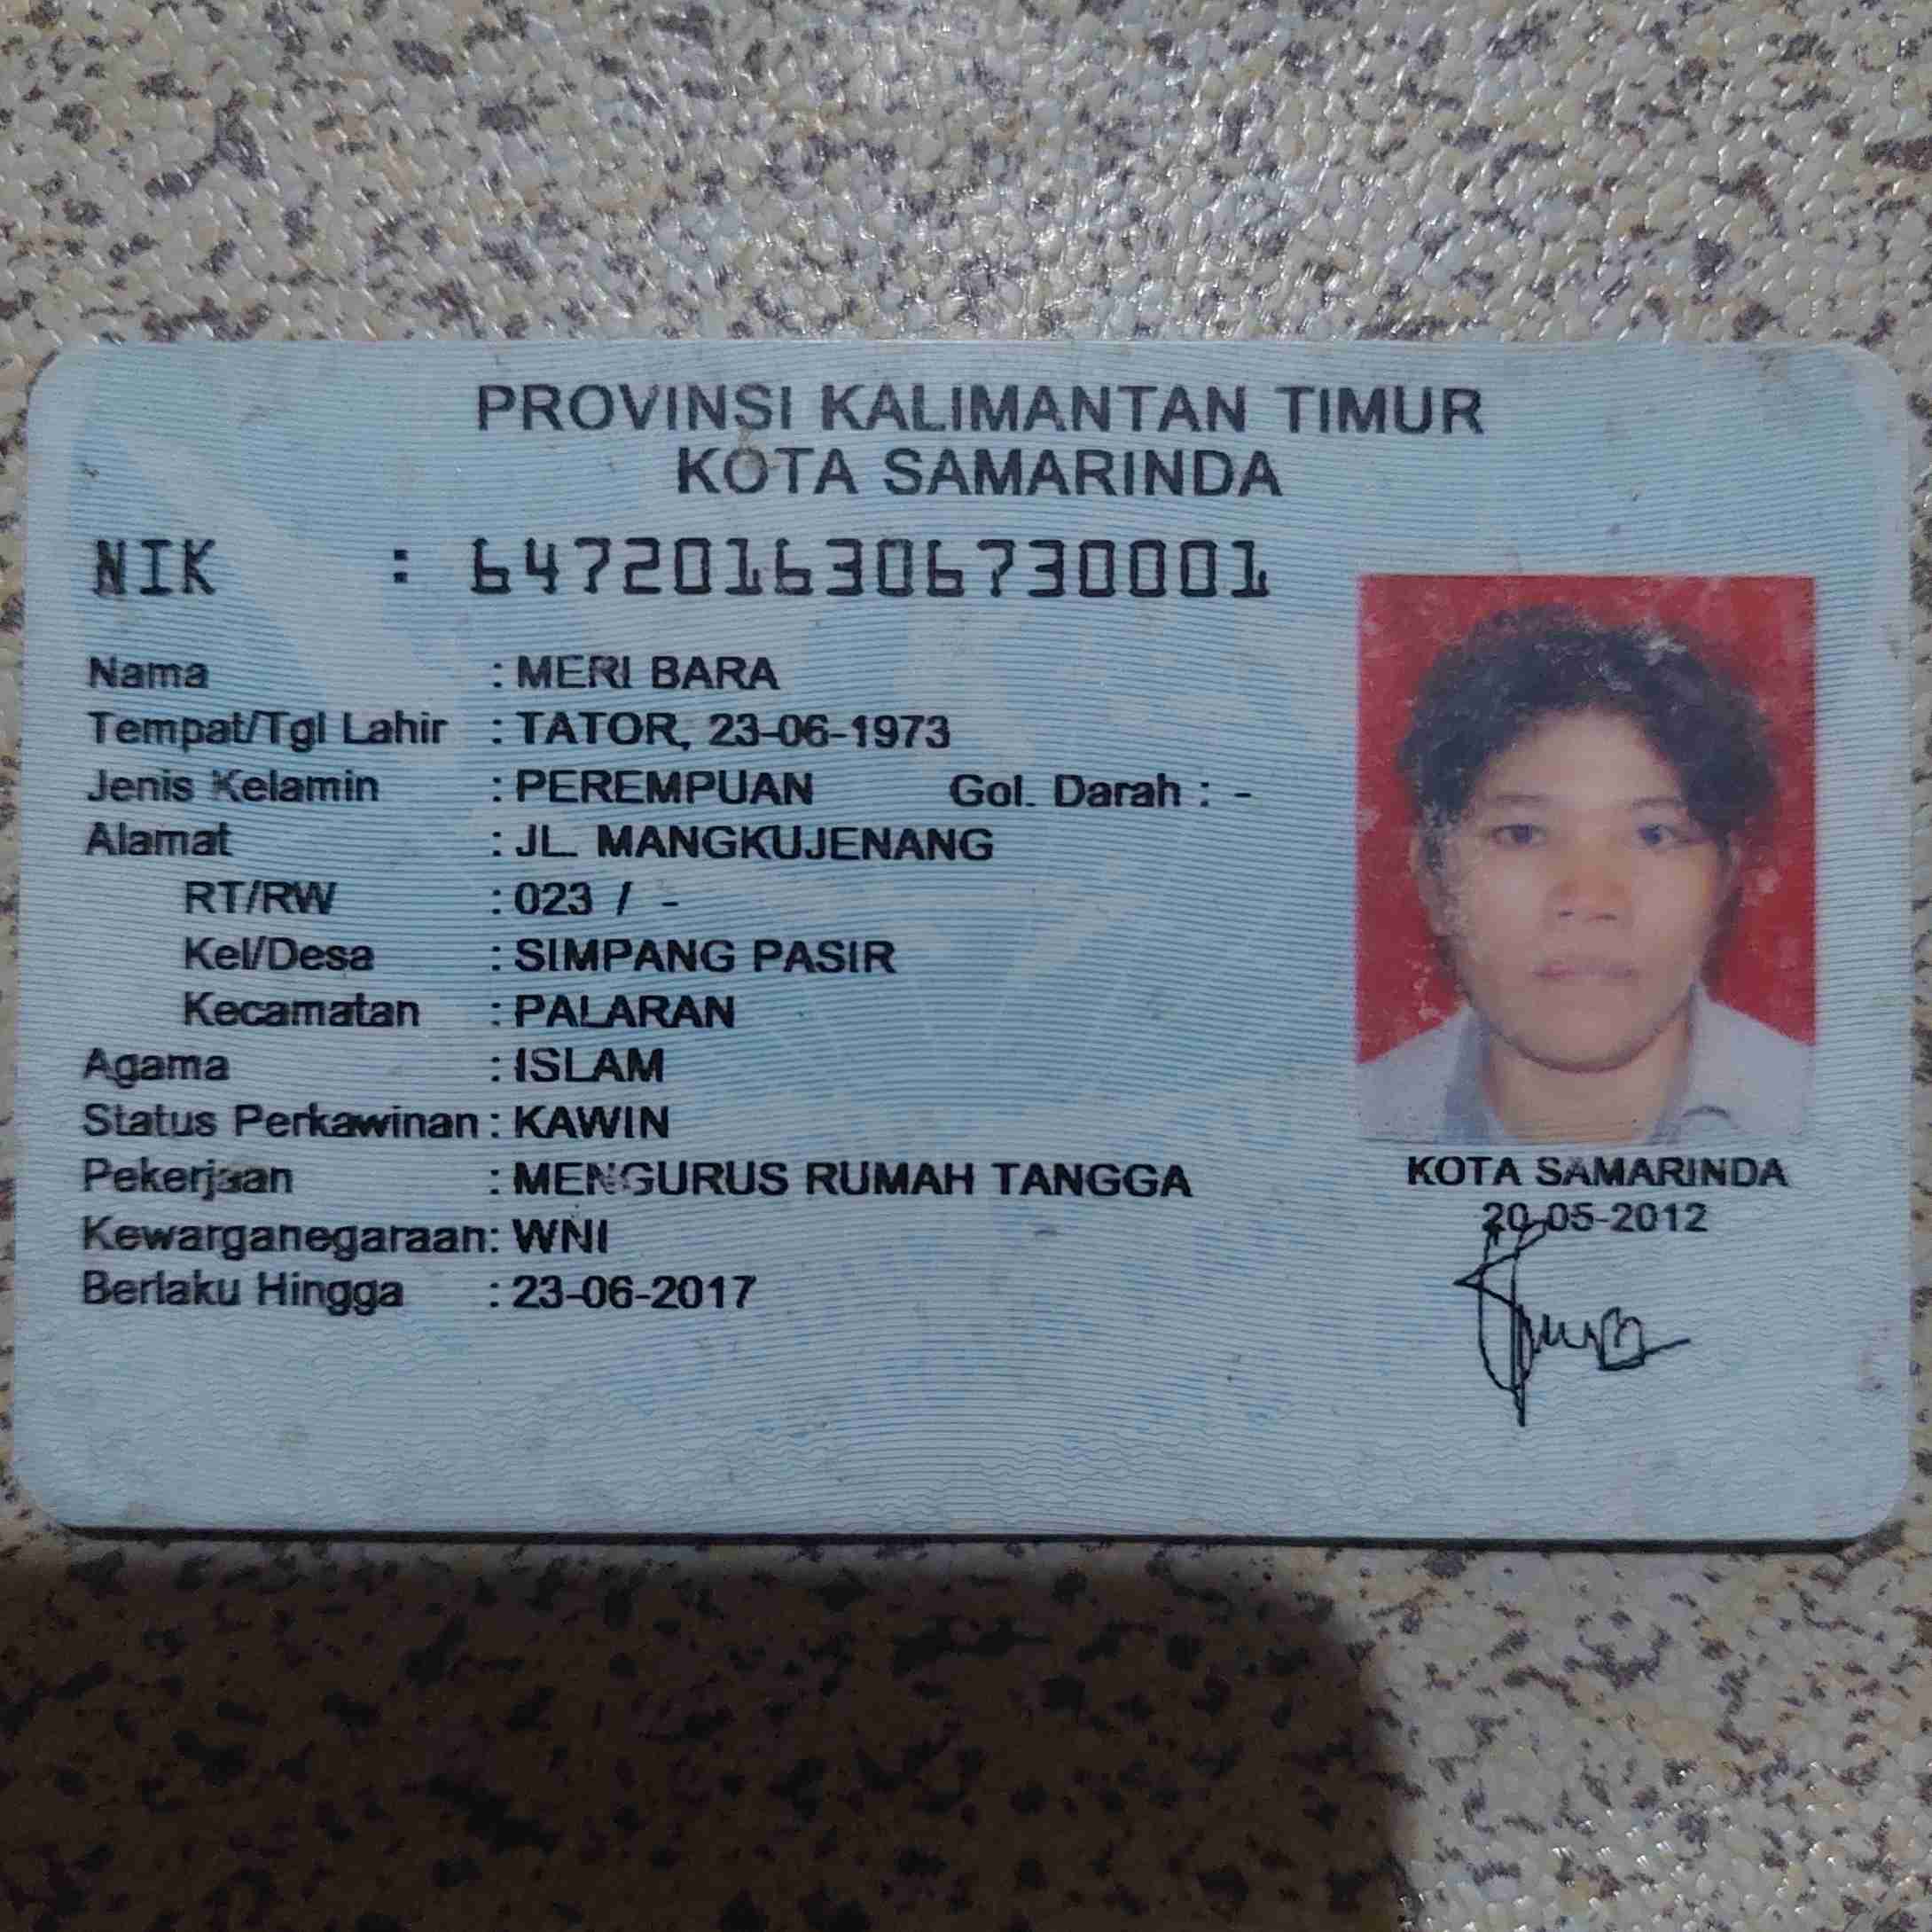 PROVINSI KALIMANTAN TIMUR
KOTA SAMARINDA
NIK : 6472016306730001
Nama : MERI BARA
Tempat/Tgl Lahir : TATOR, 23-06-1973
Jenis Kelamin : PEREMPUAN Gol. Darah : -
Alamat : JL. MANGKUJENANG
RT/RW : 023 / -
Kel/Desa : SIMPANG PASIR
Kecamatan : PALARAN
Agama : ISLAM
Status Perkawinan : KAWIN
Pekerjaan : MENGURUS RUMAH TANGGA
Kewarganegaraan : WNI
Berlaku Hingga : 23-06-2017
KOTA SAMARINDA
20-05-2012